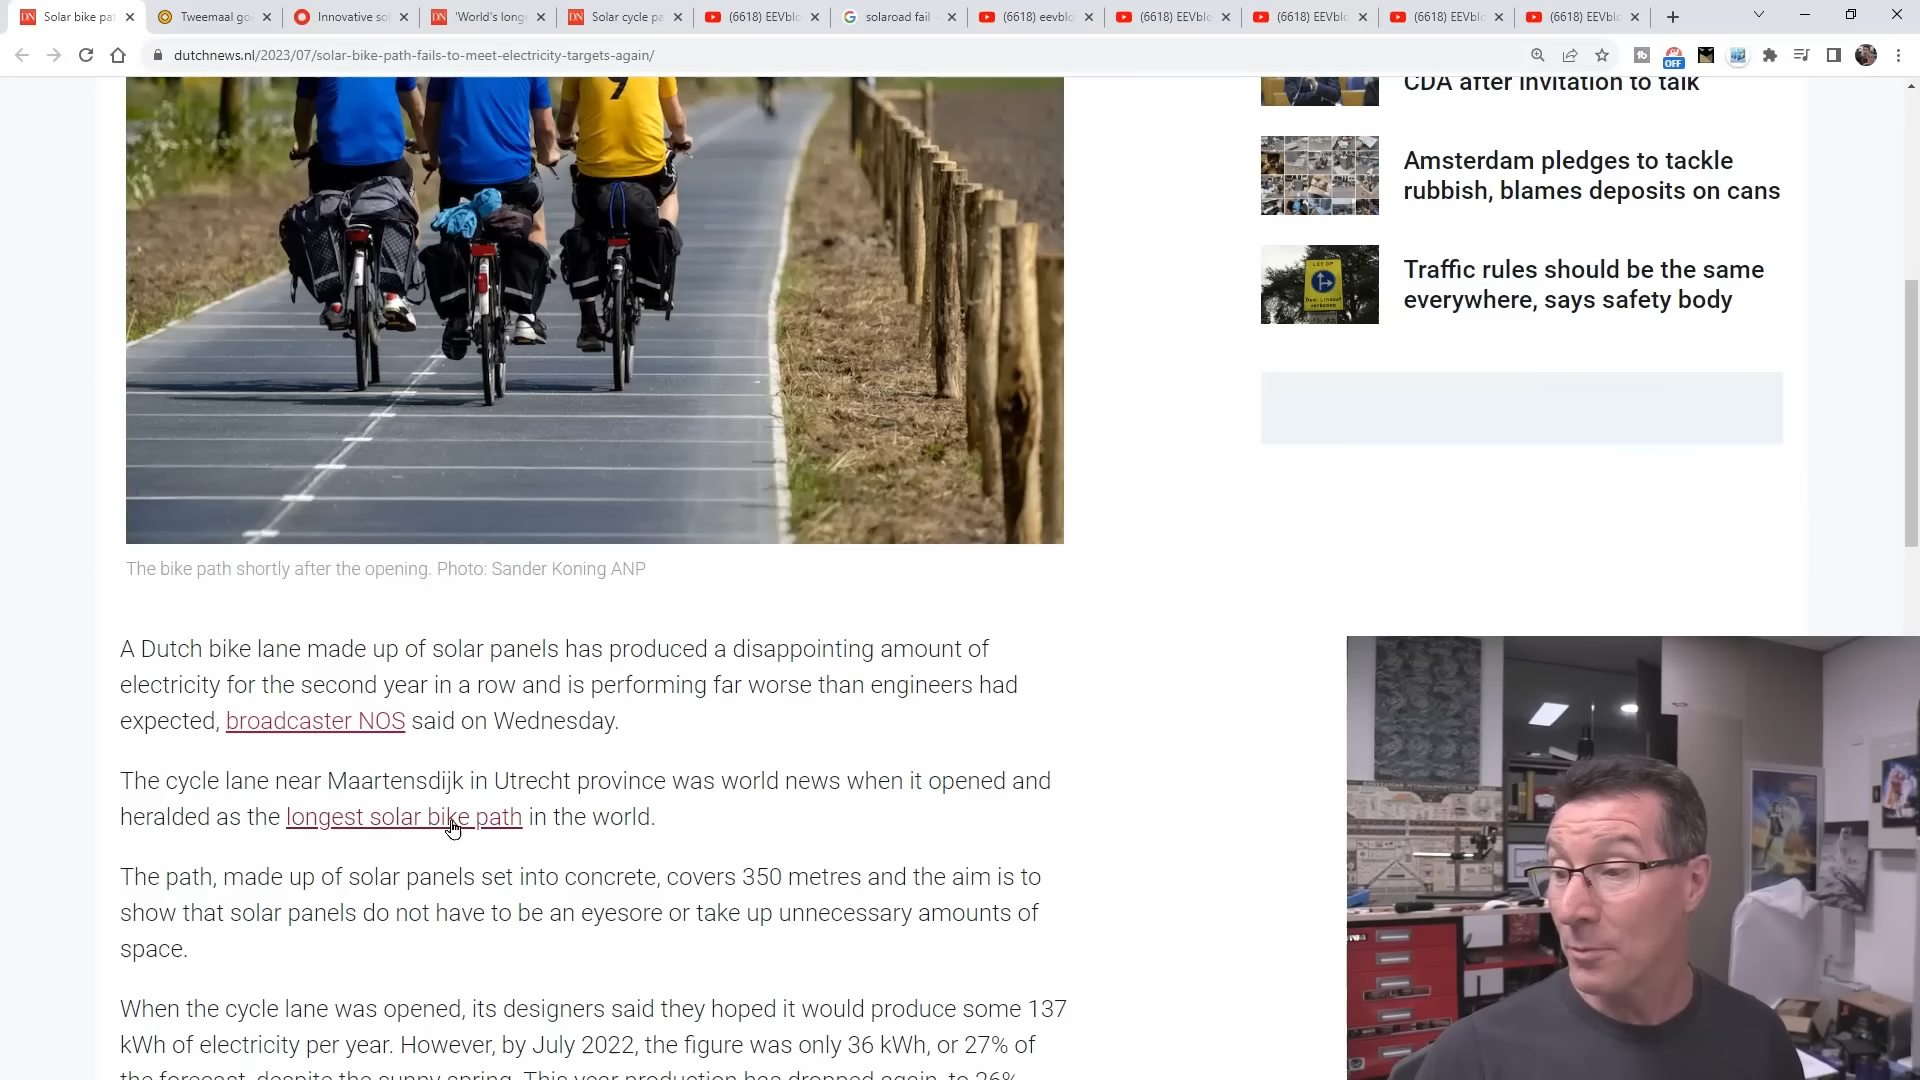 Solar bike pat
Tweemaal go
Innovative so
'World's long
Solar cycle pa
(6618) EEVblo
solaroad fail
(6618) eevblo
(6618) EEVblo
(6618) EEVblo
(6618) EEVblo
(6618) EEVblo
dutchnews.nl/2023/07/solar-bike-path-fails-to-meet-electricity-targets-again/
OFF
CDA after invitation to talk
Amsterdam pledges to tackle
rubbish, blames deposits on cans
Traffic rules should be the same
everywhere, says safety body
The bike path shortly after the opening. Photo: Sander Koning ANP
A Dutch bike lane made up of solar panels has produced a disappointing amount of
electricity for the second year in a row and is performing far worse than engineers had
expected, broadcaster NOS said on Wednesday.
The cycle lane near Maartensdijk in Utrecht province was world news when it opened and
heralded as the longest solar bike path in the world.
The path, made up of solar panels set into concrete, covers 350 metres and the aim is to
show that solar panels do not have to be an eyesore or take up unnecessary amounts of
space.
When the cycle lane was opened, its designers said they hoped it would produce some 137
kWh of electricity per year. However, by July 2022, the figure was only 36 kWh, or 27% of
the forecast, despite the sunny spring. This year production has dropped again, to 26%